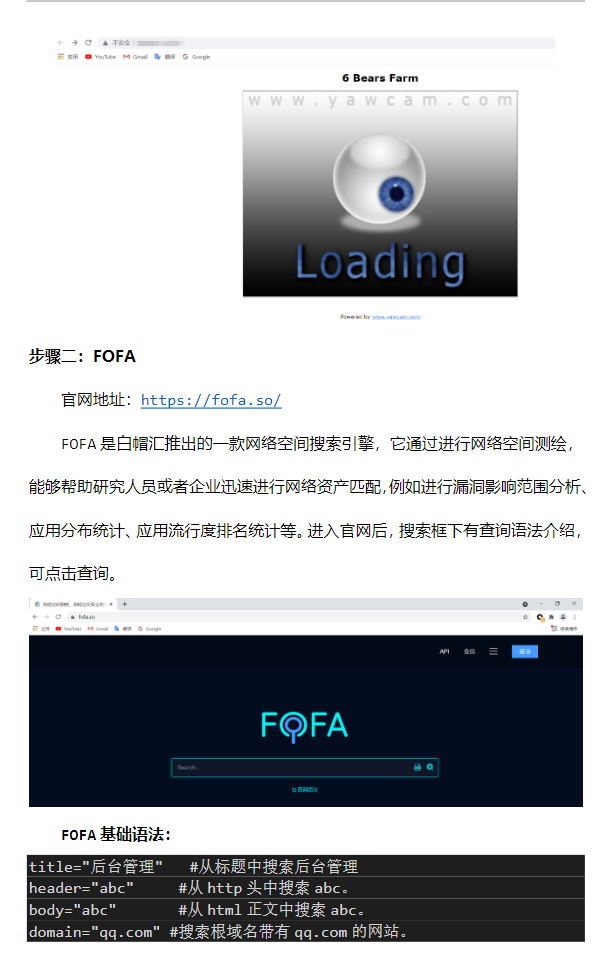 不安全
应用 YouTube Gmail 翻译 Google
6 Bears Farm
www.yawcam.com
Loading
Powered by www.yawcam.com
步骤二：FOFA
官网地址：https://fofa.so/
FOFA 是白帽汇推出的一款网络空间搜索引擎，它通过进行网络空间测绘，
能够帮助研究人员或者企业迅速进行网络资产匹配，例如进行漏洞影响范围分析、
应用分布统计、应用流行度排名统计等。进入官网后，搜索框下有查询语法介绍，
可点击查询。
fofa.so
应用 YouTube Gmail 翻译 Google
API
FOFA
Search...
查询语法
FOFA 基础语法：
title="后台管理" #从标题中搜索后台管理
header="abc" #从 http 头中搜索 abc。
body="abc" #从 html 正文中搜索 abc。
domain="qq.com" #搜索根域名带有 qq.com 的网站。